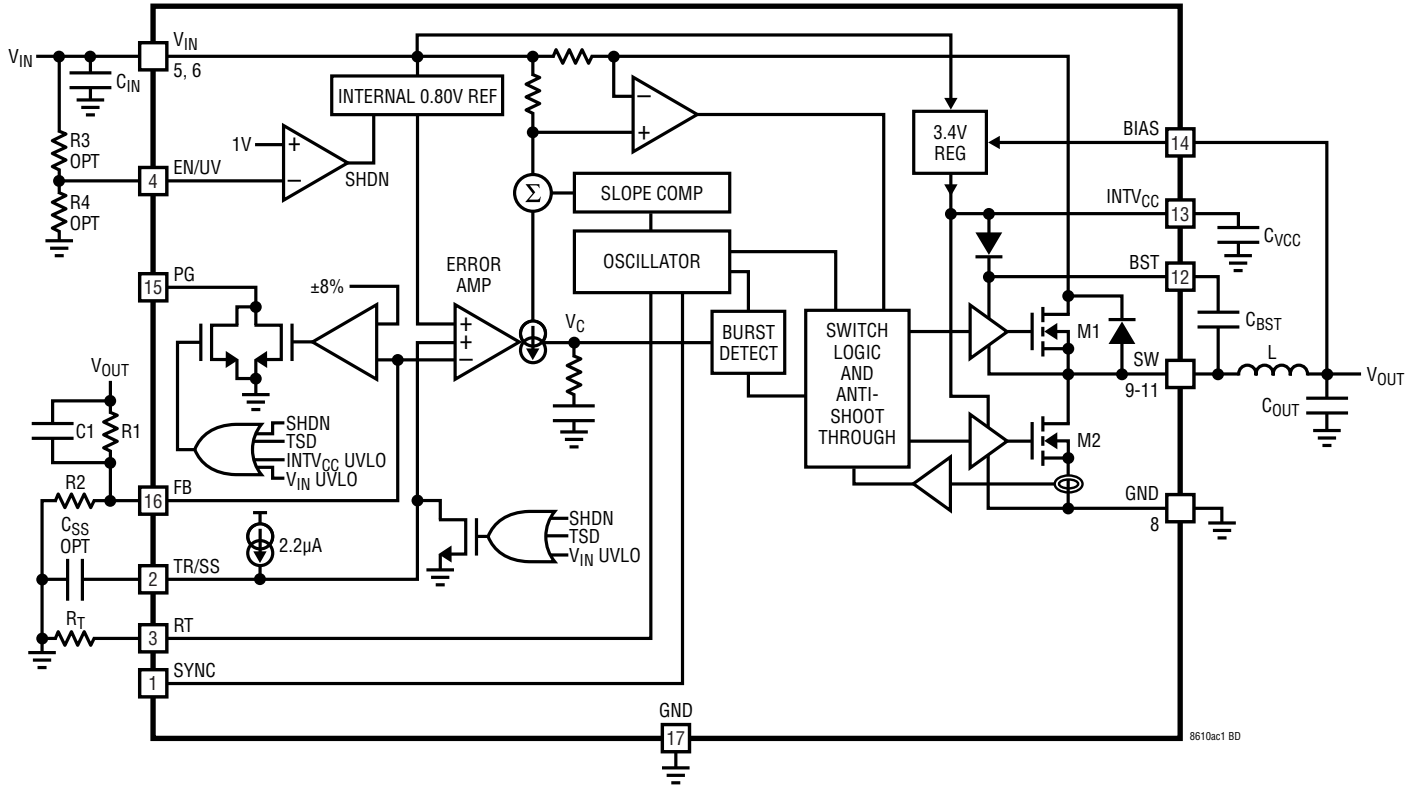 VIN
VIN
5, 6
CIN
INTERNAL 0.80V REF
R3
OPT
1V
+
−
SHDN
4
EN/UV
R4
OPT
−
+
3.4V
REG
BIAS
14
INTVCC
13
CVCC
Σ
SLOPE COMP
OSCILLATOR
BST
12
PG
15
±8%
ERROR
AMP
+
+
−
VC
BURST
DETECT
SWITCH
LOGIC
AND
ANTI-
SHOOT
THROUGH
M1
CBST
SW
9-11
L
VOUT
COUT
M2
VOUT
C1
R1
SHDN
TSD
INTVCC UVLO
VIN UVLO
R2
16
FB
GND
8
CSS
OPT
2.2µA
SHDN
TSD
VIN UVLO
2
TR/SS
RT
3
RT
1
SYNC
GND
17
8610ac1 BD